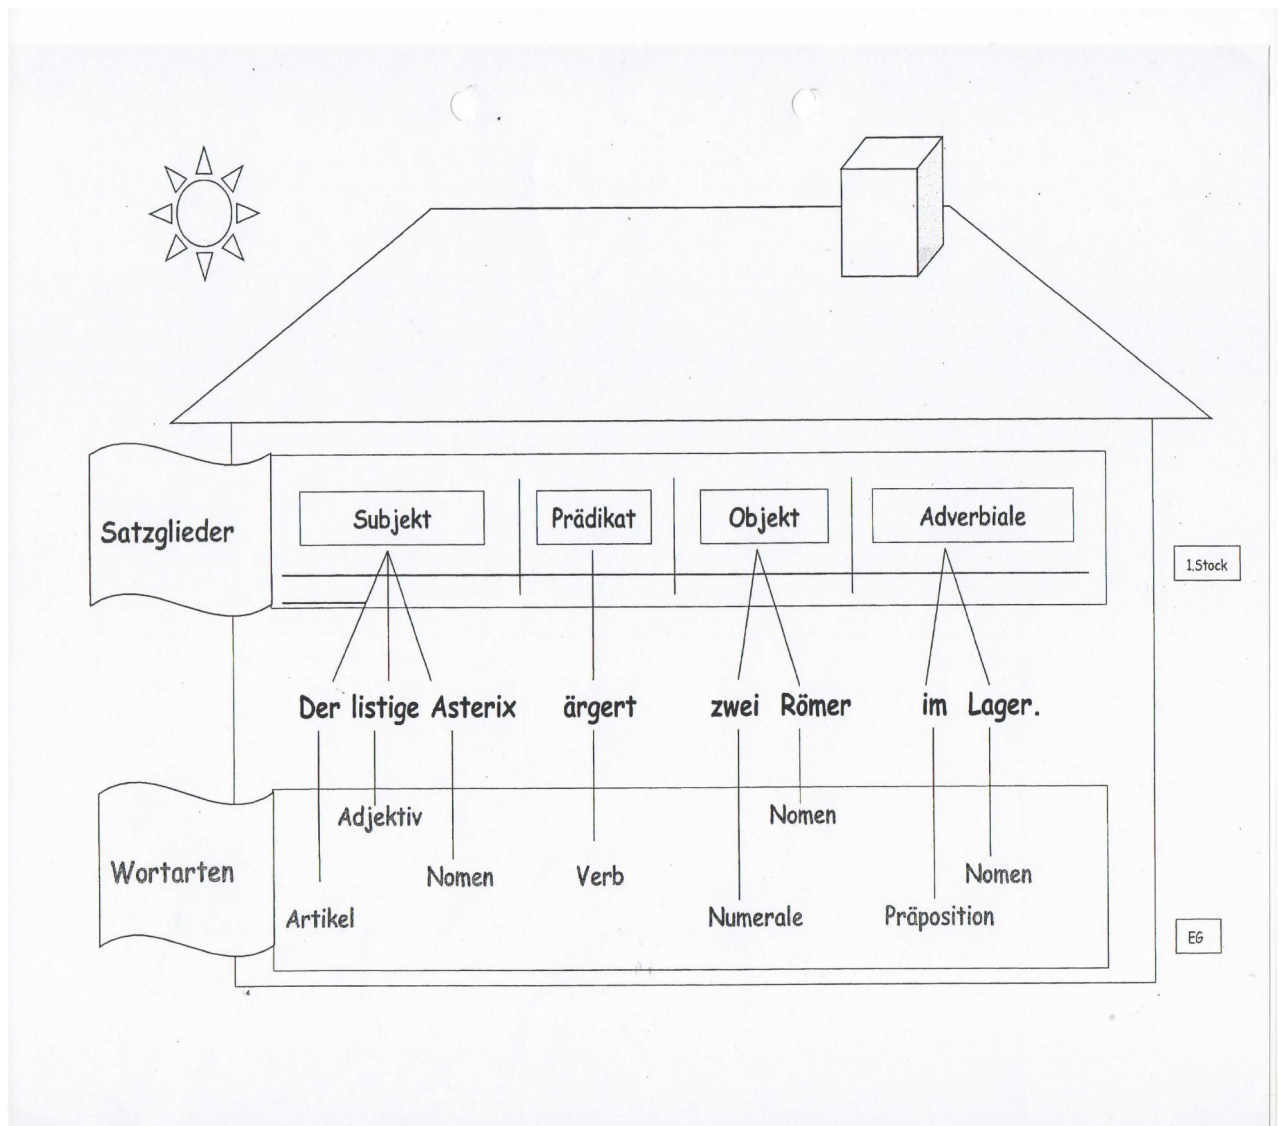 Subjekt Prädikat Objekt Adverbiale
Satzglieder
1.Stock
Der listige Asterix ärgert zwei Römer im Lager.
Adjektiv Nomen
Wortarten Nomen Verb Nomen
Artikel Numerale Präposition
EG